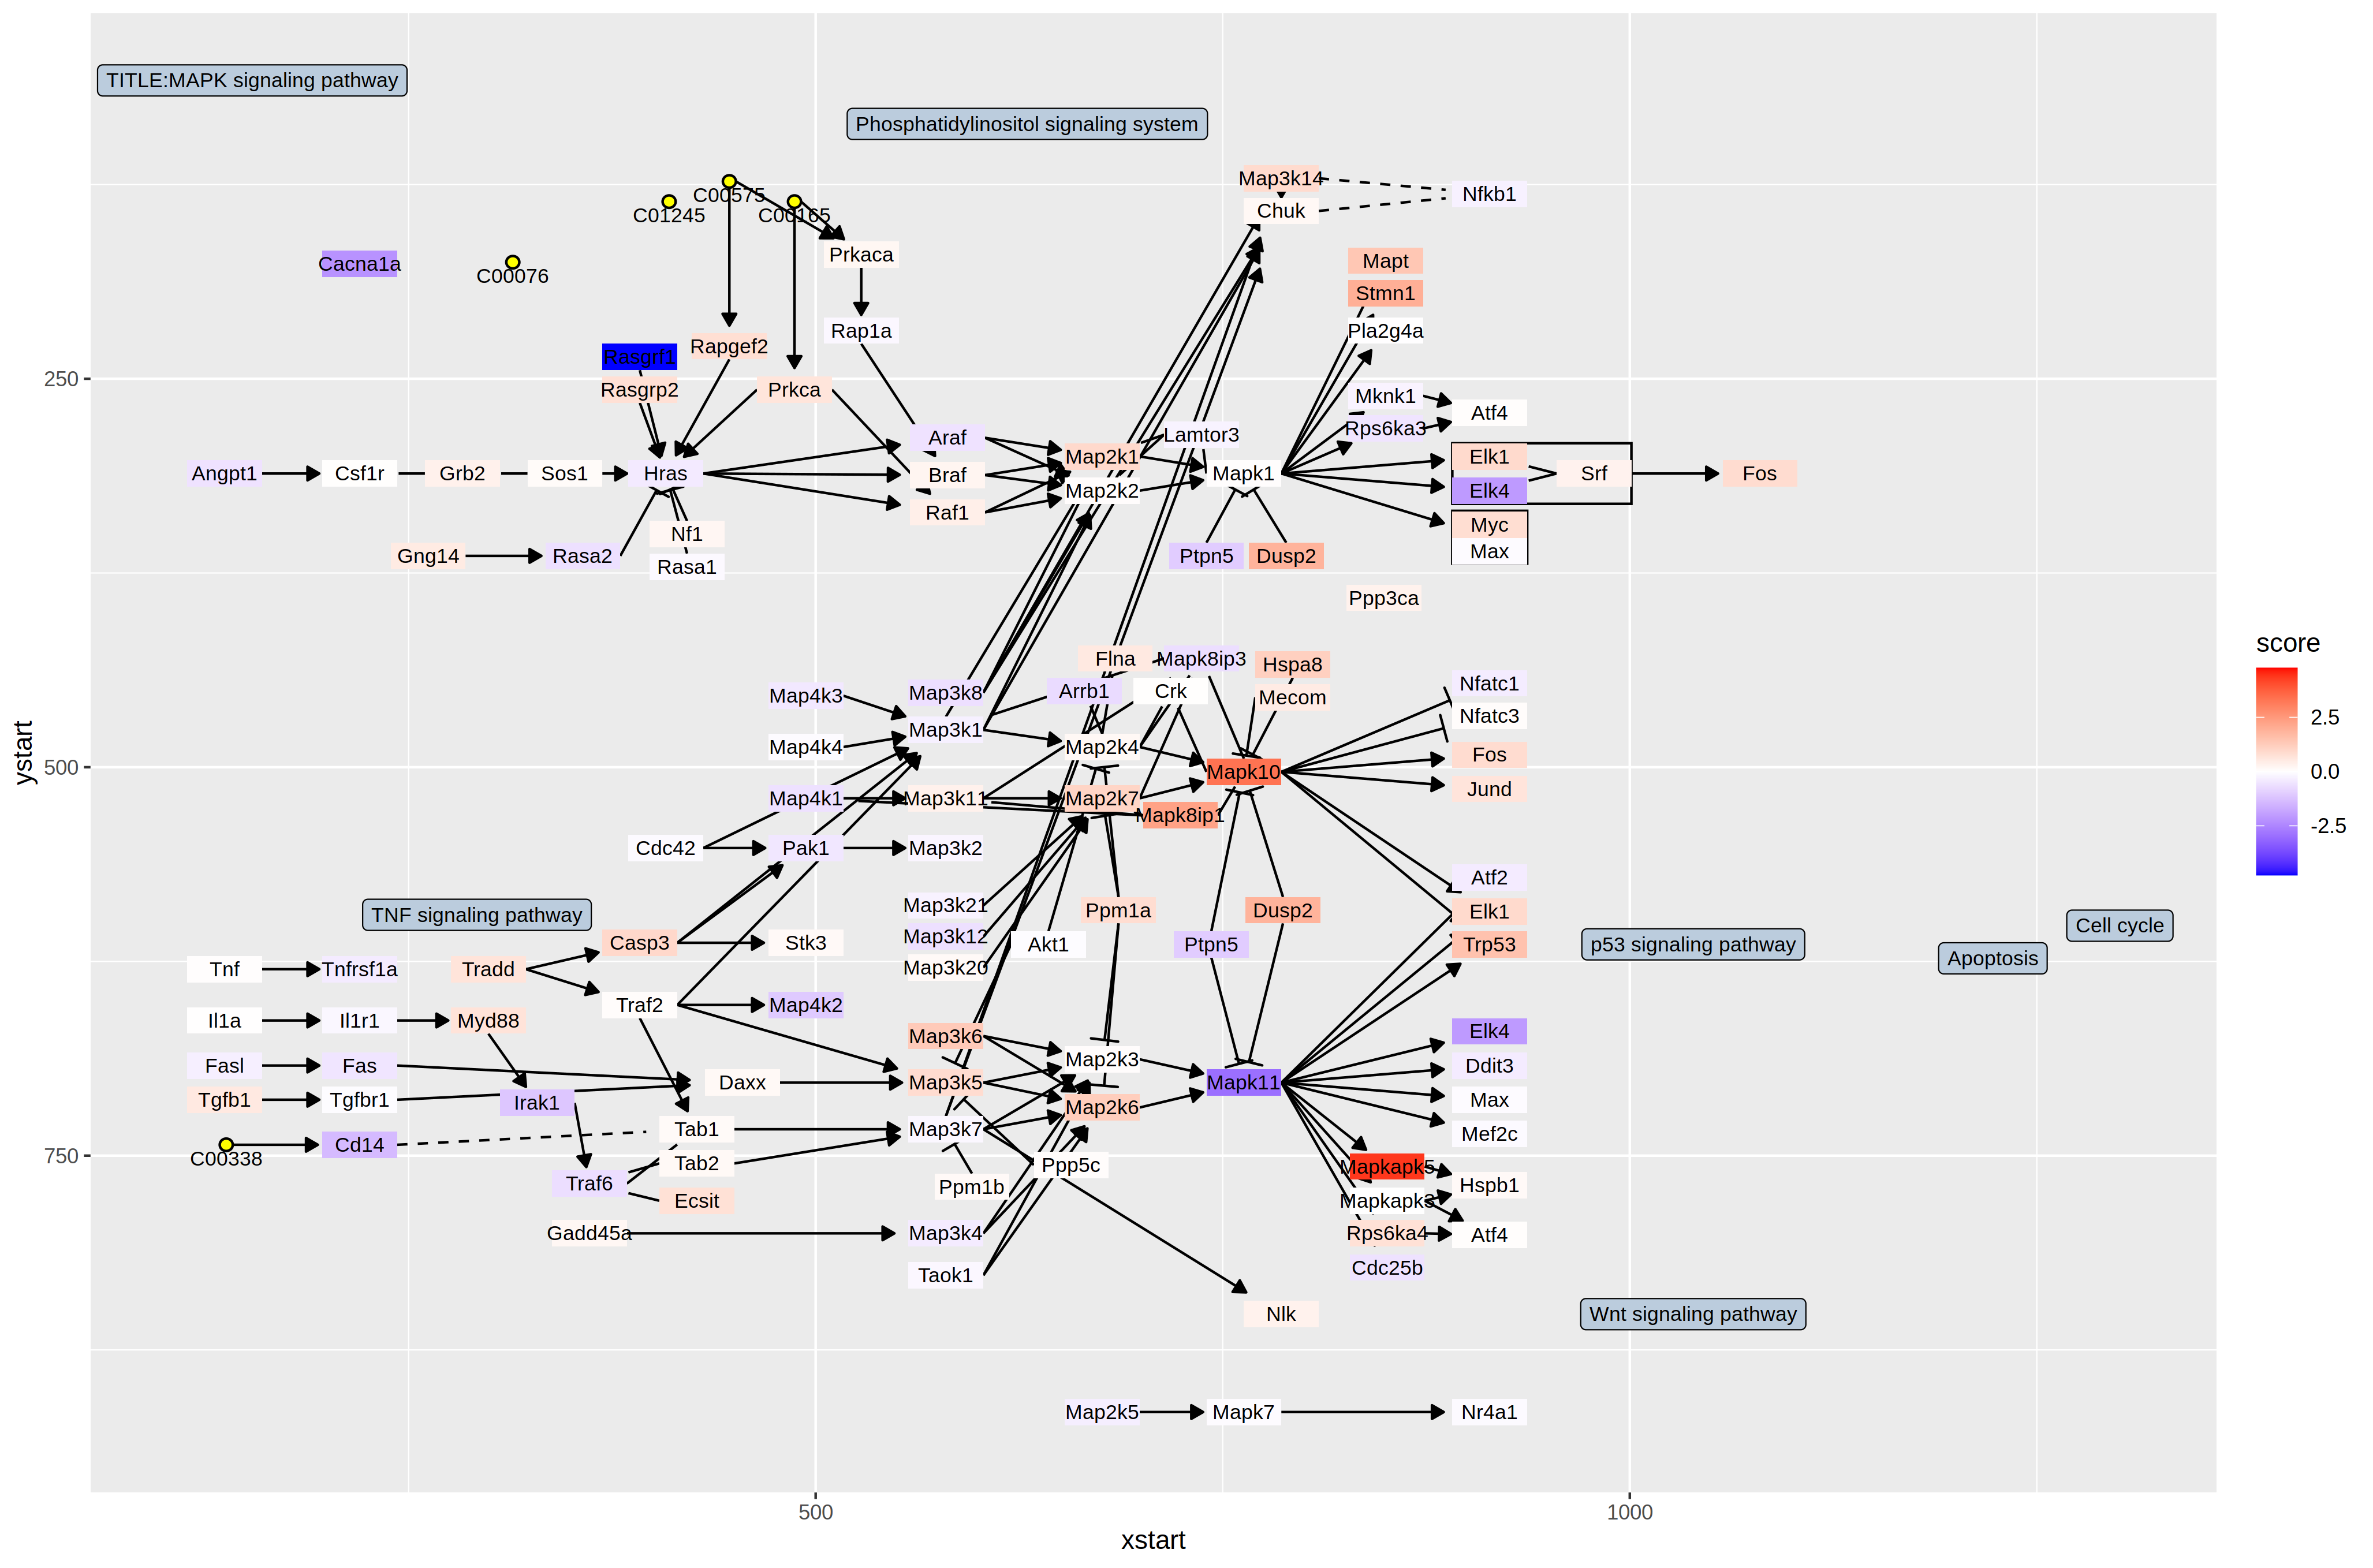 TITLE:MAPK signaling pathway
Phosphatidylinositol signaling system
Map3k14
Nfkb1
C00575
C01245
C00165
Chuk
Prkaca
Cacna1a
C00076
Mapt
Stmn1
Rap1a
Pla2g4a
Rasgrf1
Rapgef2
250
Rasgrp2
Prkca
Mknk1
Atf4
Araf
Lamtor3
Rps6ka3
Map2k1
Elk1
Angpt1
Csf1r
Grb2
Sos1
Hras
Braf
Mapk1
Srf
Fos
Map2k2
Elk4
Raf1
Myc
Nf1
Max
Gng14
Rasa2
Rasa1
Ptpn5
Dusp2
Ppp3ca
Flna
Mapk8ip3
Hspa8
Map4k3
Map3k8
Arrb1
Crk
Mecom
Nfatc1
Nfatc3
Map3k1
Map4k4
Map2k4
Fos
500
Mapk10
Jund
Map4k1
Map3k11
Map2k7
Mapk8ip1
Cdc42
Pak1
Map3k2
Atf2
TNF signaling pathway
Map3k21
Ppm1a
Dusp2
Elk1
Cell cycle
Casp3
Stk3
Map3k12
Akt1
Ptpn5
Trp53
p53 signaling pathway
Apoptosis
Tnf
Tnfrsf1a
Tradd
Map3k20
Traf2
Map4k2
Il1a
Il1r1
Myd88
Map3k6
Elk4
Fasl
Fas
Map2k3
Ddit3
Daxx
Map3k5
Mapk11
Tgfb1
Tgfbr1
Irak1
Map2k6
Max
Tab1
Map3k7
Mef2c
C00338
Cd14
750
Tab2
Ppp5c
Mapkapk5
Traf6
Ppm1b
Hspb1
Ecsit
Mapkapk3
Gadd45a
Map3k4
Rps6ka4
Atf4
Taok1
Cdc25b
Nlk
Wnt signaling pathway
Map2k5
Mapk7
Nr4a1
500
1000
xstart
ystart
score
2.5
0.0
-2.5